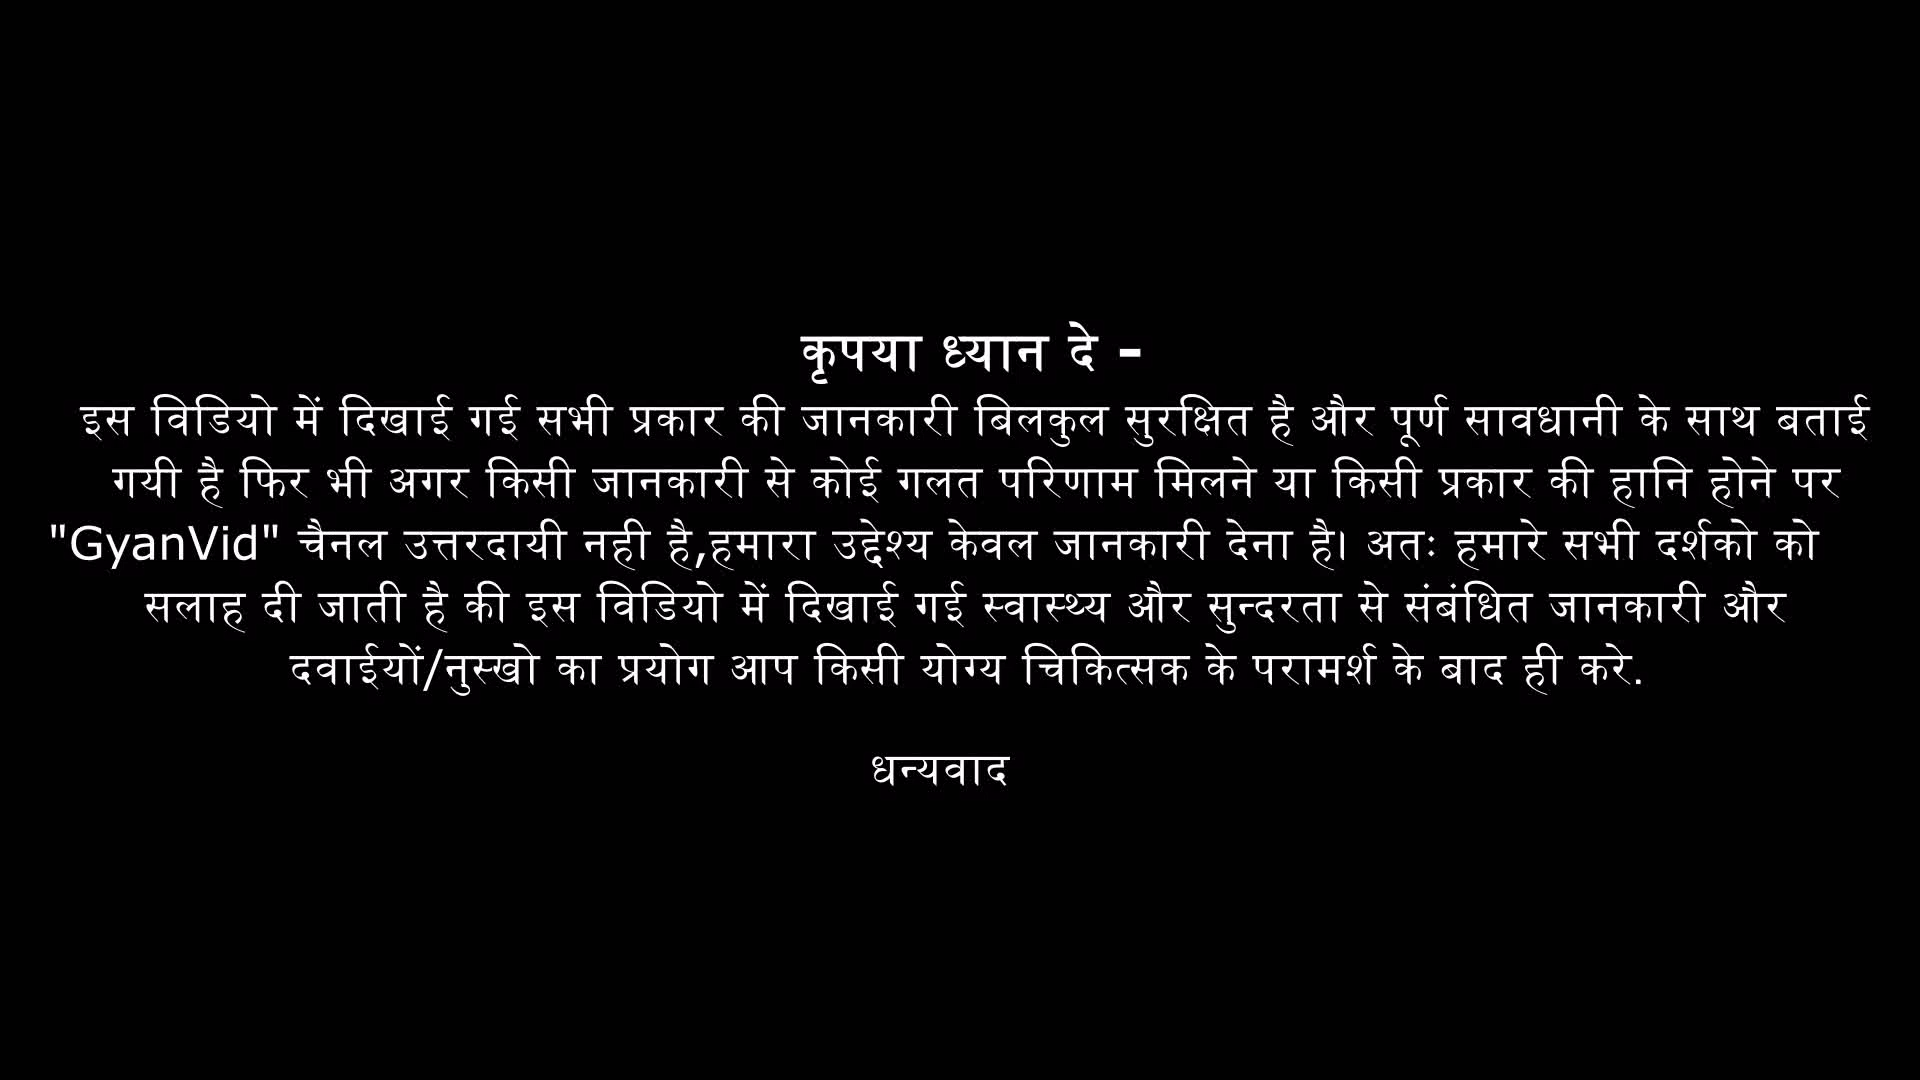 कृपया ध्यान दे -
इस विडियो में दिखाई गई सभी प्रकार की जानकारी बिलकुल सुरक्षित है और पूर्ण सावधानी के साथ बताई
गयी है फिर भी अगर किसी जानकारी से कोई गलत परिणाम मिलने या किसी प्रकार की हानि होने पर
"GyanVid" चैनल उत्तरदायी नही है,हमारा उद्देश्य केवल जानकारी देना है। अतः हमारे सभी दर्शको को
सलाह दी जाती है की इस विडियो में दिखाई गई स्वास्थ्य और सुन्दरता से संबंधित जानकारी और
दवाईयों/नुस्खो का प्रयोग आप किसी योग्य चिकित्सक के परामर्श के बाद ही करे.
धन्यवाद